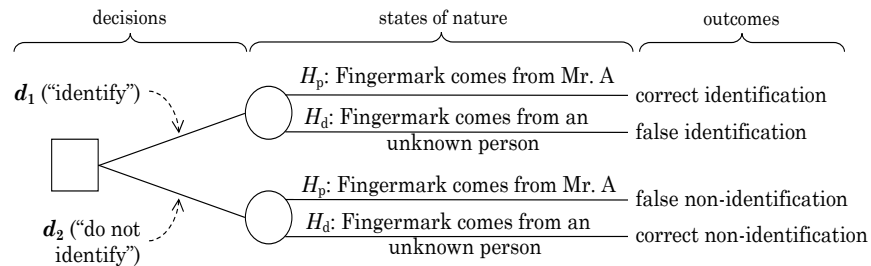 decisions states of nature outcomes
d₁ (“identify”)
Hₚ: Fingermark comes from Mr. A
correct identification
H_d: Fingermark comes from an
unknown person
false identification
d₂ (“do not
identify”)
Hₚ: Fingermark comes from Mr. A
false non-identification
H_d: Fingermark comes from an
unknown person
correct non-identification